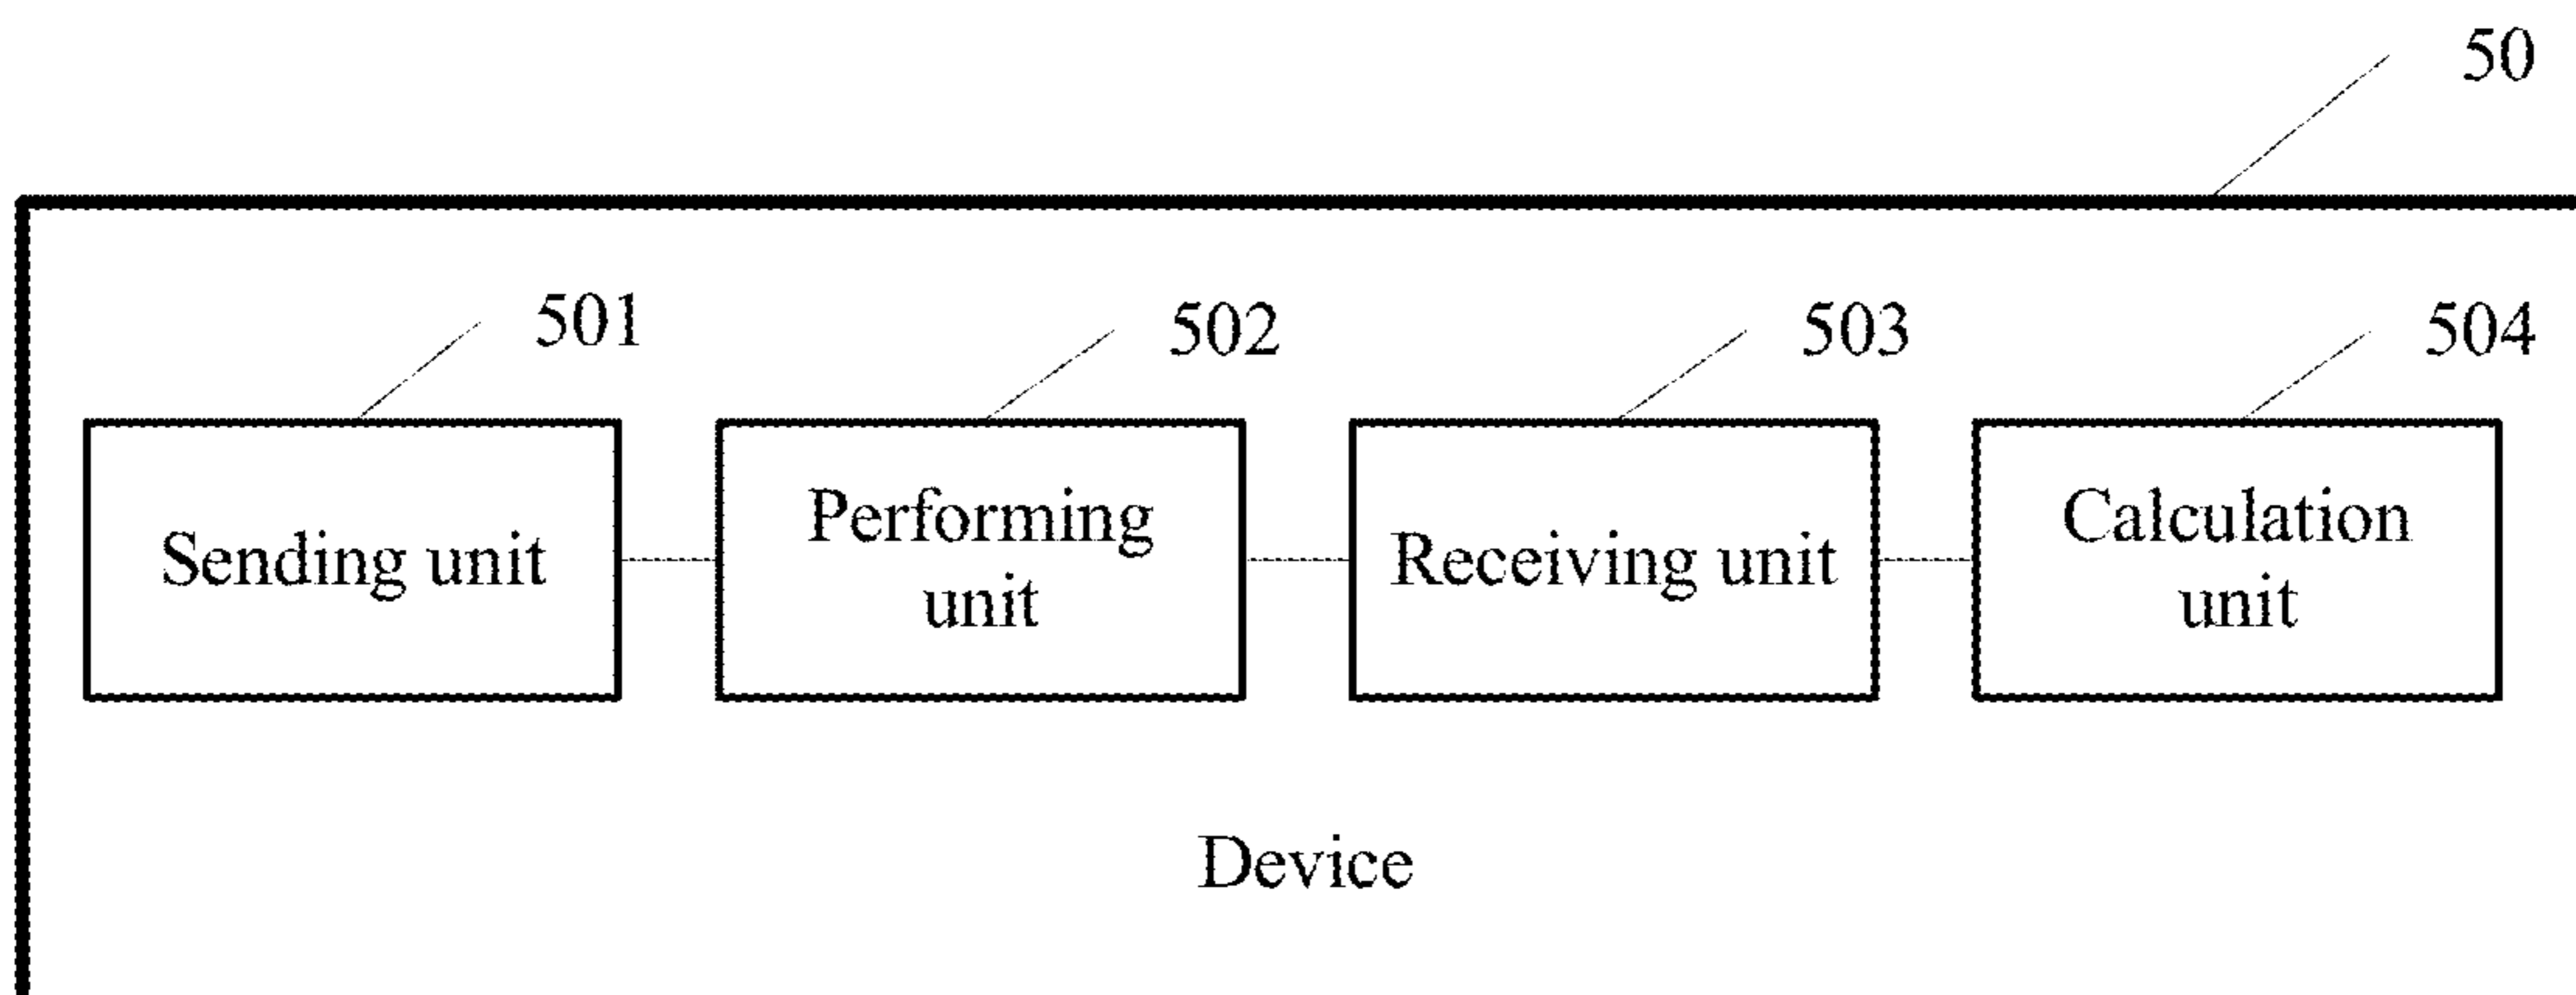 50
501
502
503
504
Sending unit
Performing
unit
Receiving unit
Calculation
unit
Device